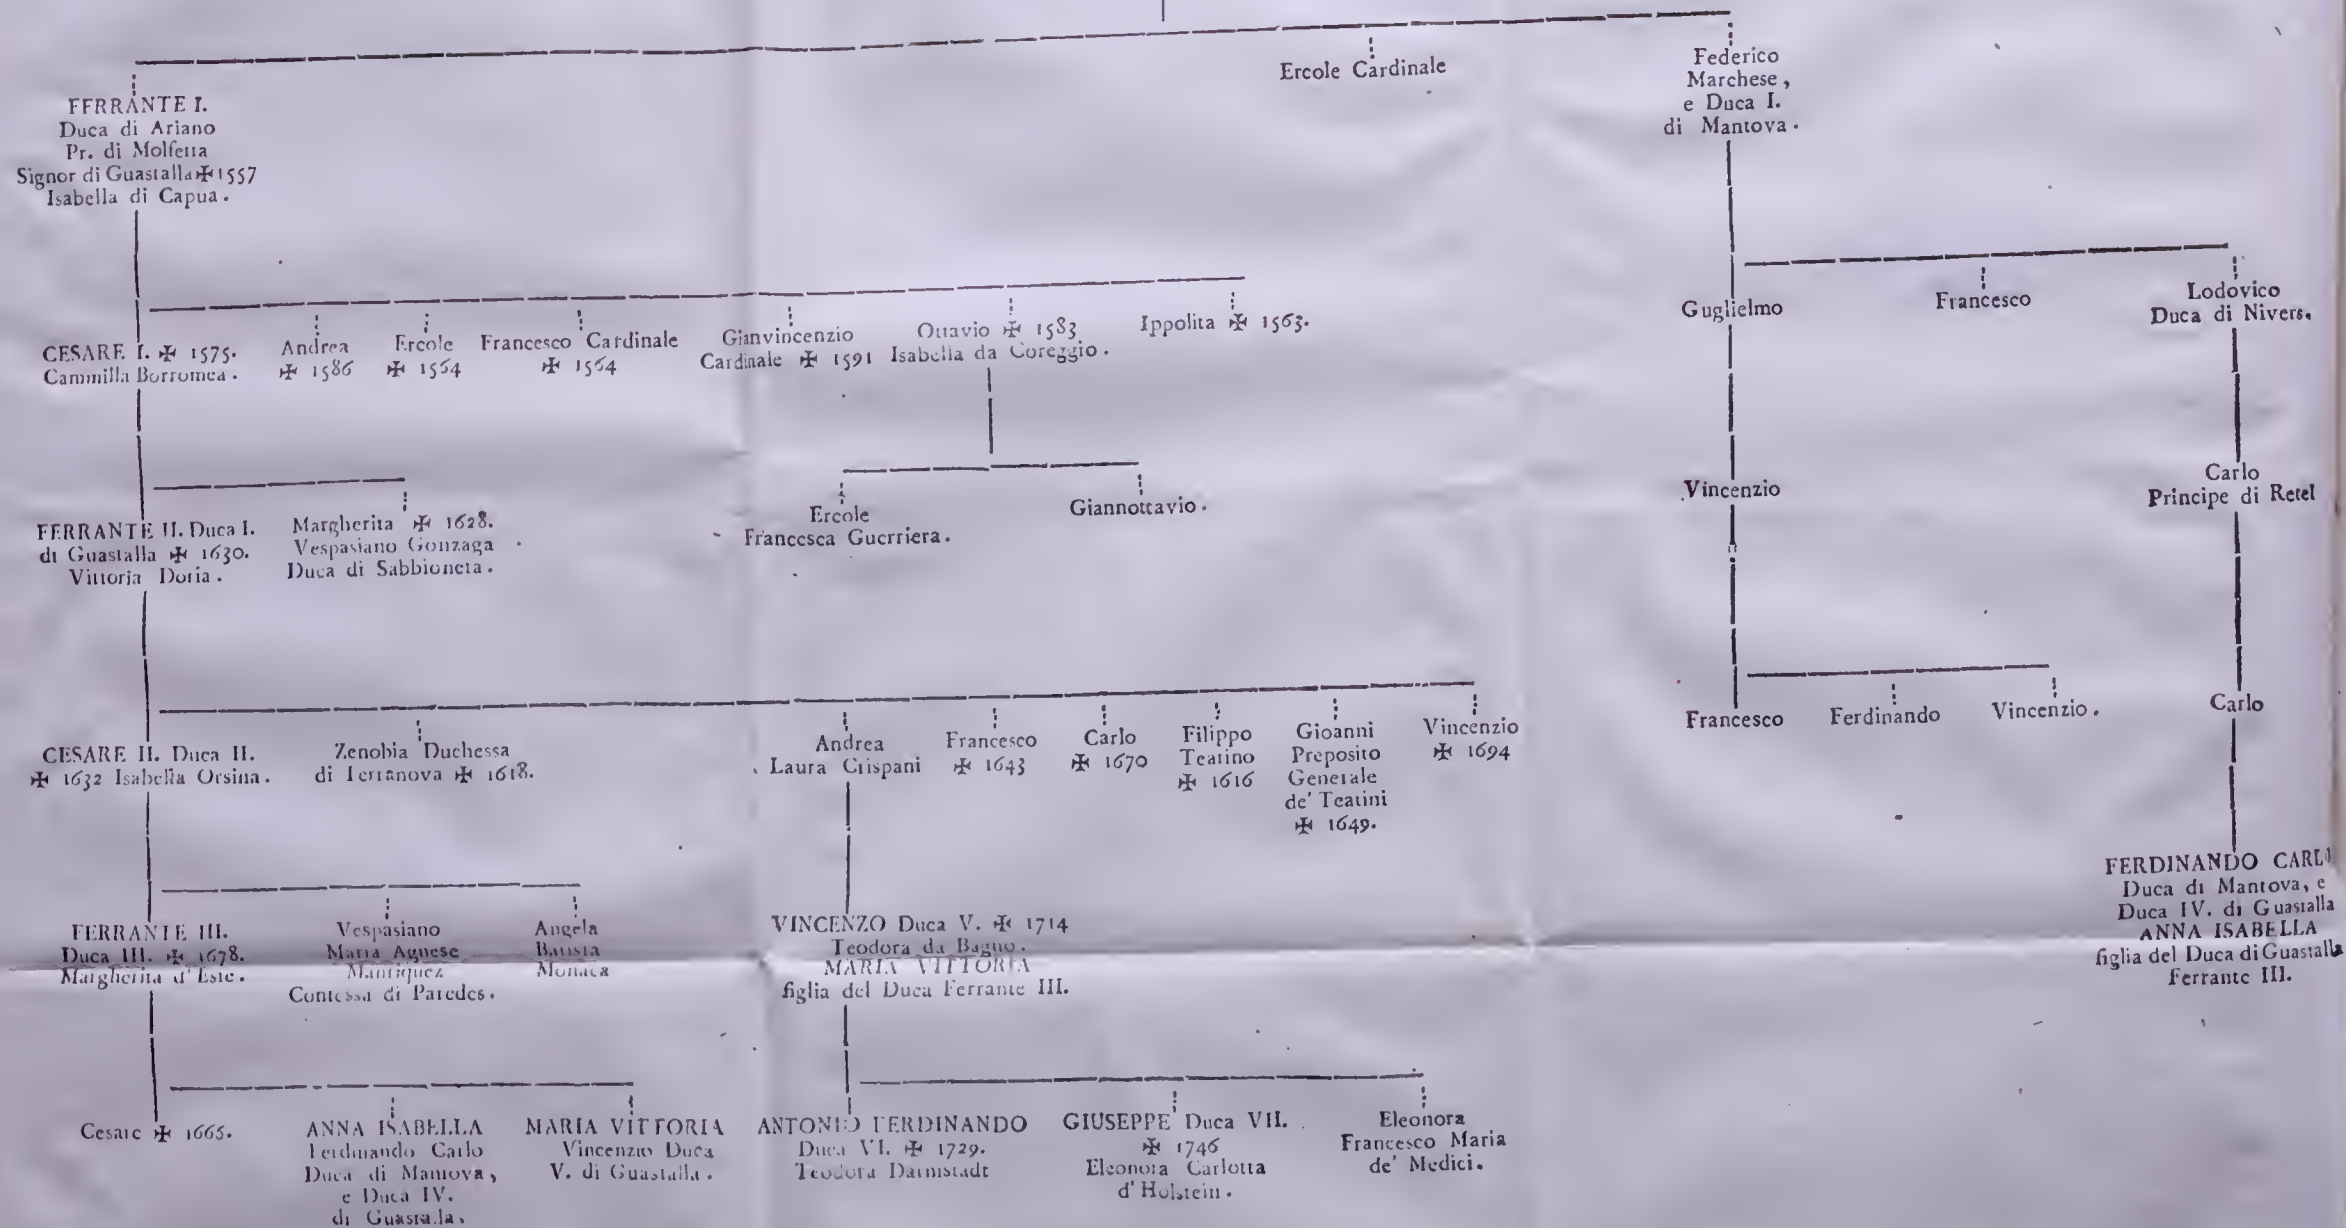 Ercole Cardinale
Federico
Marchese,
e Duca I.
di Mantova.
FERRANTE I.
Duca di Ariano
Pr. di Molfetta
Signor di Guastalla ✠ 1557
Isabella di Capua.
Guglielmo
Francesco
Lodovico
Duca di Nivers.
CESARE I. ✠ 1575.
Cammilla Borromea.
Andrea
✠ 1586
Ercole
✠ 1564
Francesco Cardinale
✠ 1564
Gianvincenzio
Cardinale ✠ 1591
Ottavio ✠ 1583
Isabella da Coreggio.
Ippolita ✠ 1563.
Vincenzio
Carlo
Principe di Retel
FERRANTE II. Duca I.
di Guastalla ✠ 1630.
Vittoria Doria.
Margherita ✠ 1628.
Vespasiano Gonzaga
Duca di Sabbioneta.
Ercole
Francesca Guerriera.
Giannottavio.
CESARE II. Duca II.
✠ 1632 Isabella Orsina.
Zenobia Duchessa
di Terranova ✠ 1618.
Andrea
Laura Crispani
Francesco
✠ 1643
Carlo
✠ 1670
Filippo
Teatino
✠ 1616
Gioanni
Preposito
Generale
de' Teatini
✠ 1649.
Vincenzio
✠ 1694
Francesco
Ferdinando
Vincenzio.
Carlo
FERRANTE III.
Duca III. ✠ 1678.
Margherita d'Este.
Vespasiano
Maria Agnese
Manriquez
Contessa di Paredes.
Angela
Batista
Monaca
VINCENZO Duca V. ✠ 1714
Teodora da Bagno.
MARIA VITTORIA
figlia del Duca Ferrante III.
FERDINANDO CARLO
Duca di Mantova, e
Duca IV. di Guastalla
ANNA ISABELLA
figlia del Duca di Guastalla
Ferrante III.
Cesare ✠ 1665.
ANNA ISABELLA
Ferdinando Carlo
Duca di Mantova,
e Duca IV.
di Guastalla.
MARIA VITTORIA
Vincenzio Duca
V. di Guastalla.
ANTONIO FERDINANDO
Duca VI. ✠ 1729.
Teodora Darmstadt
GIUSEPPE Duca VII.
✠ 1746
Eleonora Carlotta
d'Holstein.
Eleonora
Francesco Maria
de' Medici.